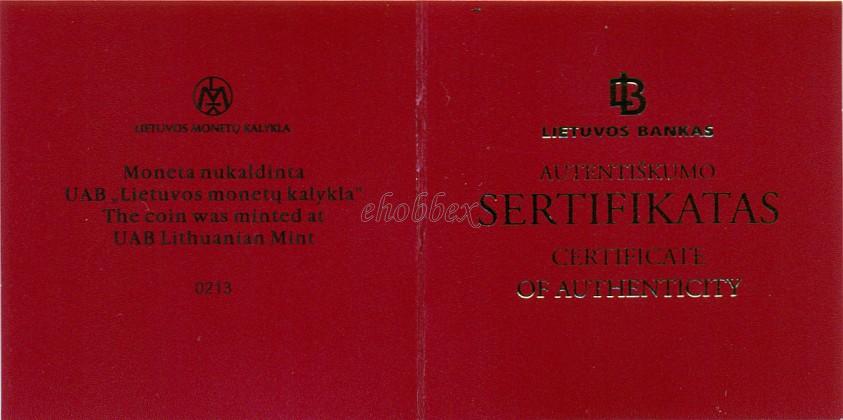 LIETUVOS MONETŲ KALYKLA
Moneta nukaldinta
UAB „Lietuvos monetų kalykla"
The coin was minted at
UAB Lithuanian Mint
0213
ehobbex
LB
LIETUVOS BANKAS
AUTENTIŠKUMO
SERTIFIKATAS
CERTIFICATE
OF AUTHENTICITY